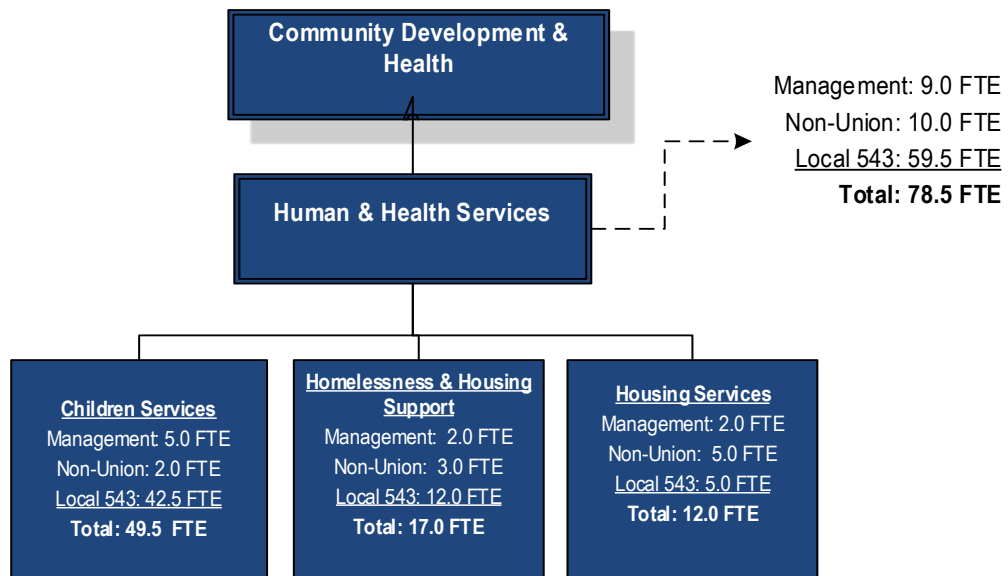 Community Development &
Health
Management: 9.0 FTE
Non-Union: 10.0 FTE
Local 543: 59.5 FTE
Total: 78.5 FTE
Human & Health Services
Children Services
Management: 5.0 FTE
Non-Union: 2.0 FTE
Local 543: 42.5 FTE
Total: 49.5 FTE
Homelessness & Housing
Support
Management: 2.0 FTE
Non-Union: 3.0 FTE
Local 543: 12.0 FTE
Total: 17.0 FTE
Housing Services
Management: 2.0 FTE
Non-Union: 5.0 FTE
Local 543: 5.0 FTE
Total: 12.0 FTE